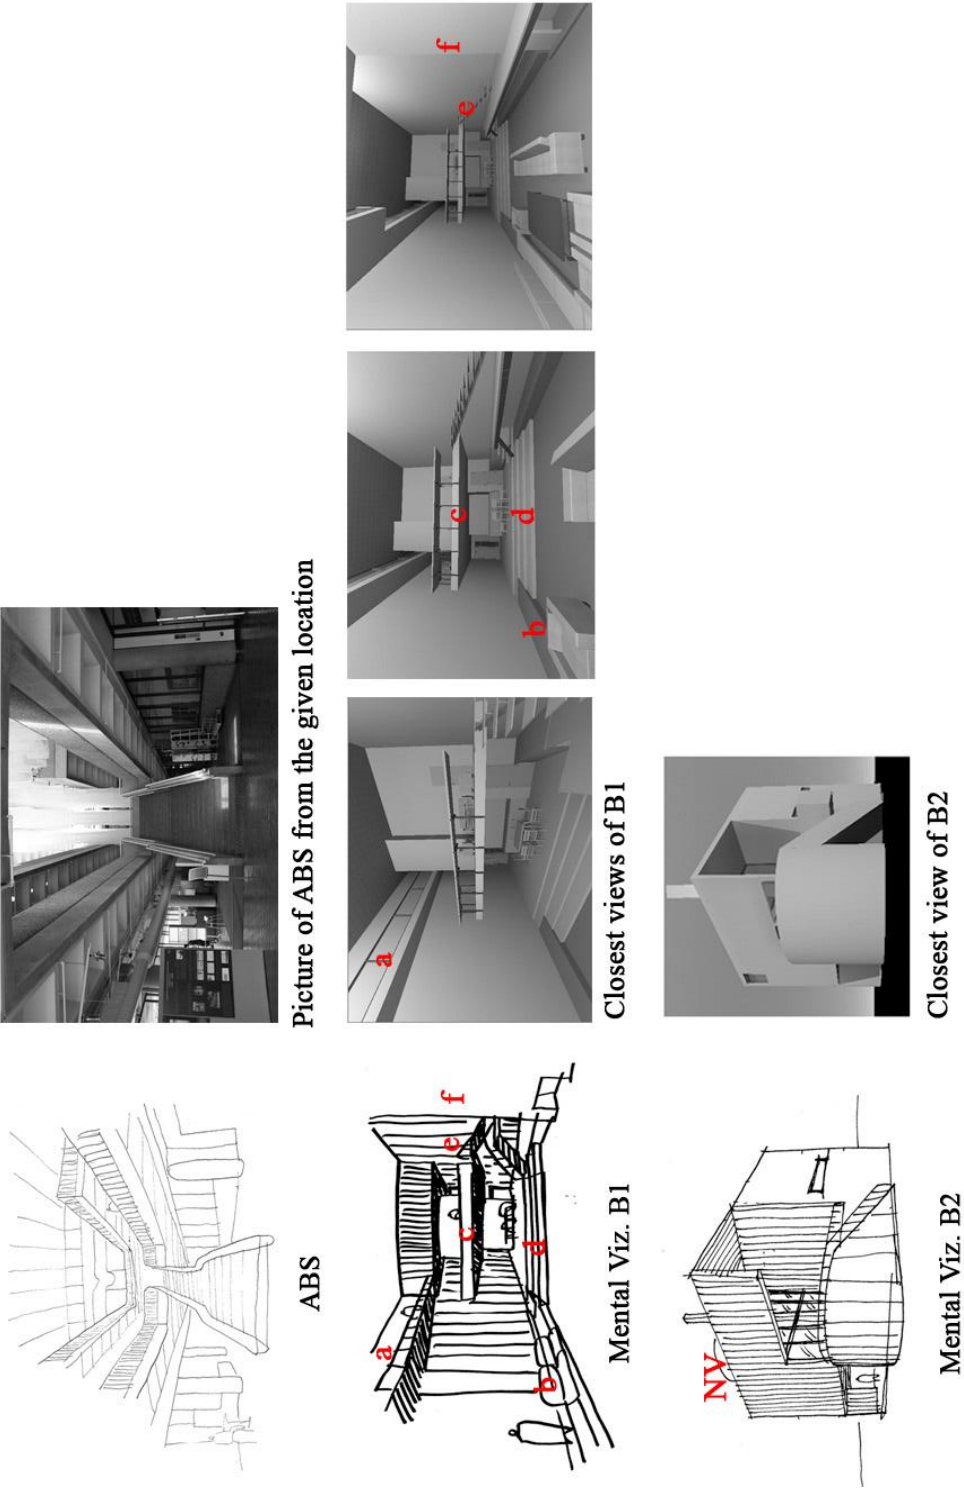 ABS
Picture of ABS from the given location
a
b
c
d
e
f
Mental Viz. B1
a
b
c
d
e
f
Closest views of B1
NV
Mental Viz. B2
Closest view of B2